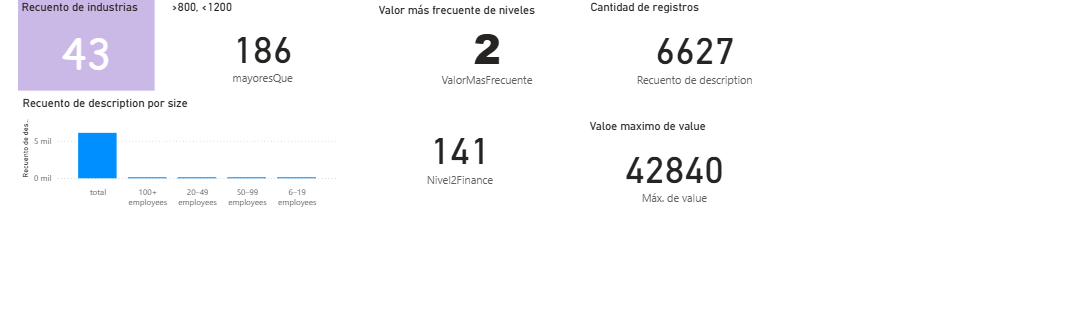 Recuento de industrias
43
>800, <1200
186
mayoresQue
Valor más frecuente de niveles
2
ValorMasFrecuente
Cantidad de registros
6627
Recuento de description
Recuento de description por size
Recuento de des...
5 mil
0 mil
total
100+
employees
20-49
employees
50-99
employees
6-19
employees
141
Nivel2Finance
Valoe maximo de value
42840
Máx. de value